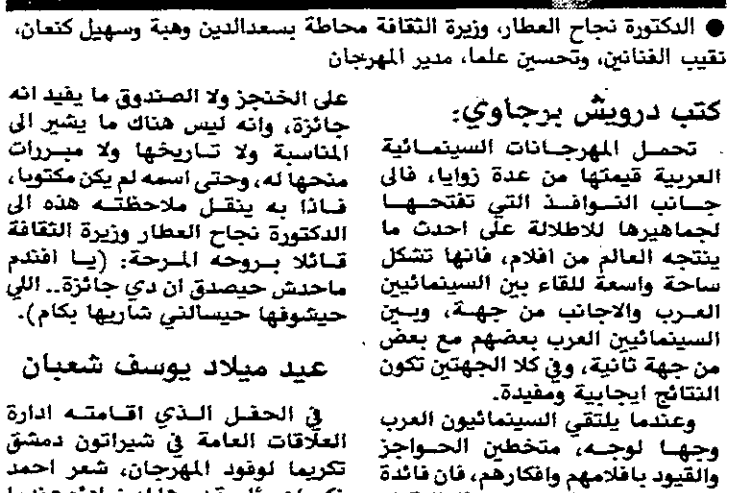 ● الدكتورة نجاح العطار، وزيرة الثقافة محاطة بسعدالدين وهبة وسهيل كنعان،
نقيب الفنانين، وتحسين علما، مدير المهرجان
كتب درويش برجاوي:
تحمل المهرجانات السينمائية
العربية قيمتها من عدة زوايا، فالى
جانب النوافذ التي تفتحها
لجماهيرها للاطلالة على احدث ما
ينتجه العالم من افلام، فانها تشكل
ساحة واسعة للقاء بين السينمائيين
العرب والاجانب من جهة، وبين
السينمائيين العرب بعضهم مع بعض
من جهة ثانية، وفي كلا الجهتين تكون
النتائج ايجابية ومفيدة.
وعندما يلتقي السينمائيون العرب
وجها لوجه، متخطين الحواجز
والقيود بافلامهم وافكارهم، فان فائدة
على الخنجز ولا الصندوق ما يفيد انه
جائزة، وانه ليس هناك ما يشير الى
المناسبة ولا تاريخها ولا مبررات
منحها له، وحتى اسمه لم يكن مكتوبا،
فاذا به ينقل ملاحظته هذه الى
الدكتورة نجاح العطار وزيرة الثقافة
قائلا بروحه المرحة: (يا افندم
ماحدش حيصدق ان دي جائزة.. اللي
حيشوفها حيسالني شاريها بكام).
عيد ميلاد يوسف شعبان
في الحفل الذي اقامته ادارة
العلاقات العامة في شيراتون دمشق
تكريما لوفود المهرجان، شعر احمد